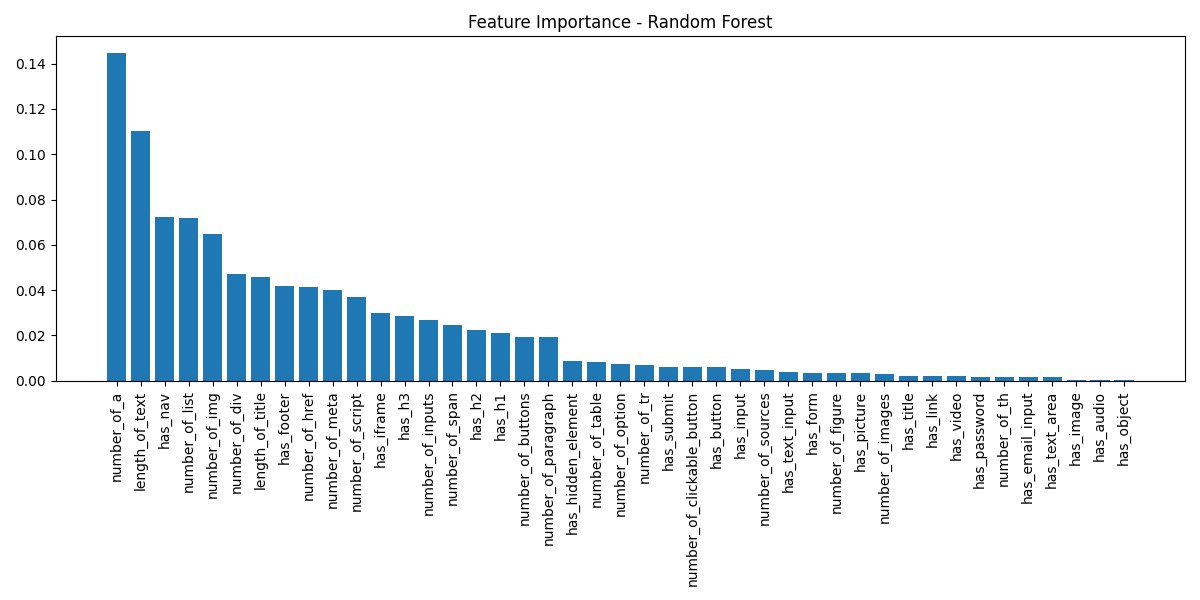 Feature Importance - Random Forest
0.14
0.12
0.10
0.08
0.06
0.04
0.02
0.00
number_of_a
length_of_text
has_nav
number_of_list
number_of_img
number_of_div
length_of_title
has_footer
number_of_href
number_of_meta
number_of_script
has_iframe
has_h3
number_of_inputs
number_of_span
has_h2
has_h1
number_of_buttons
number_of_paragraph
has_hidden_element
number_of_table
number_of_option
number_of_tr
has_submit
number_of_clickable_button
has_button
has_input
number_of_sources
has_text_input
has_form
number_of_figure
has_picture
number_of_images
has_title
has_link
has_video
has_password
number_of_th
has_email_input
has_text_area
has_image
has_audio
has_object